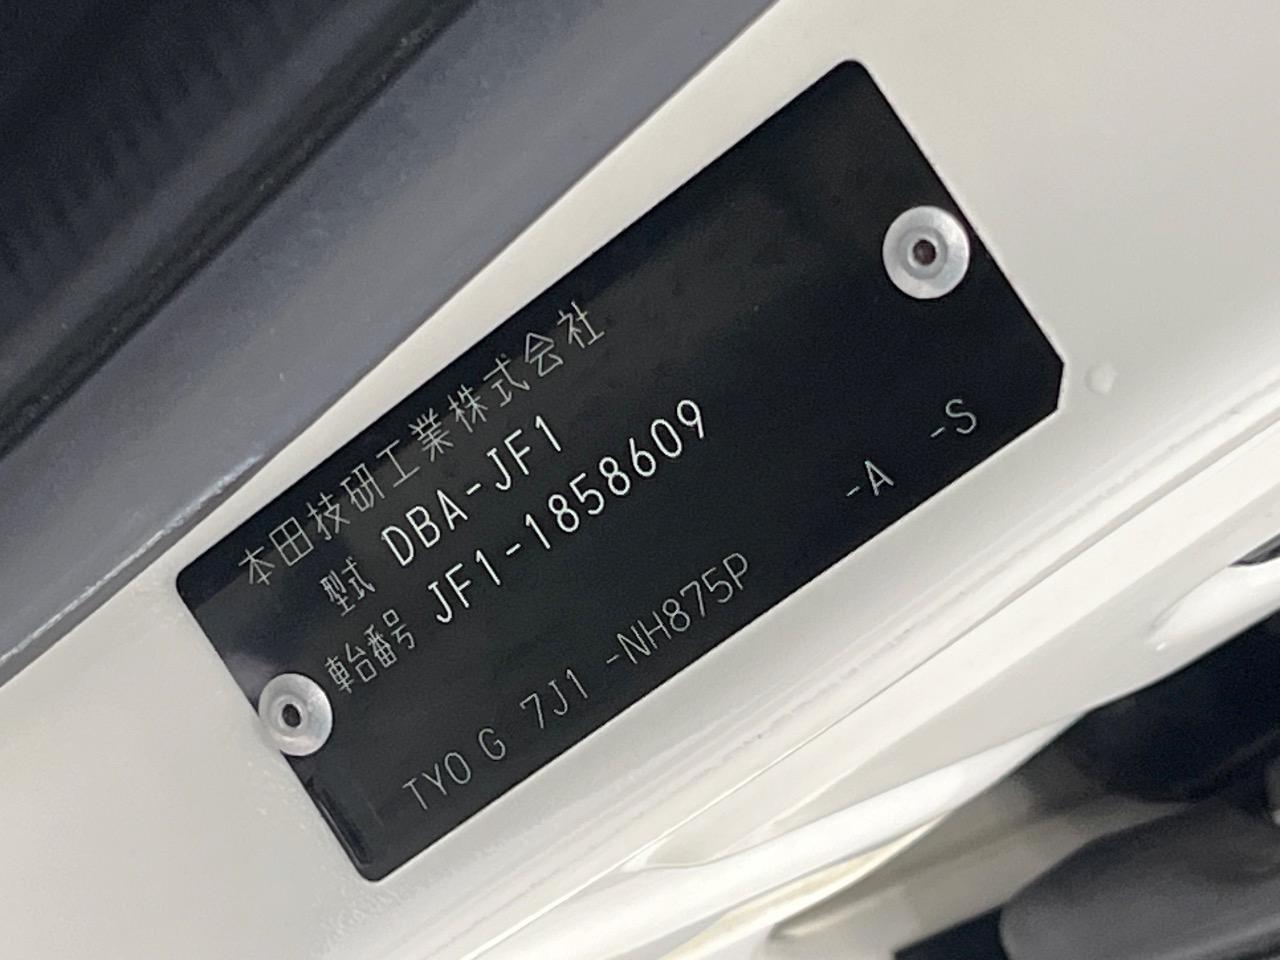 本田技研工業株式会社
型式 DBA-JF1
車台番号 JF1-1858609
TYO G 7J1 -NH875P -A -S